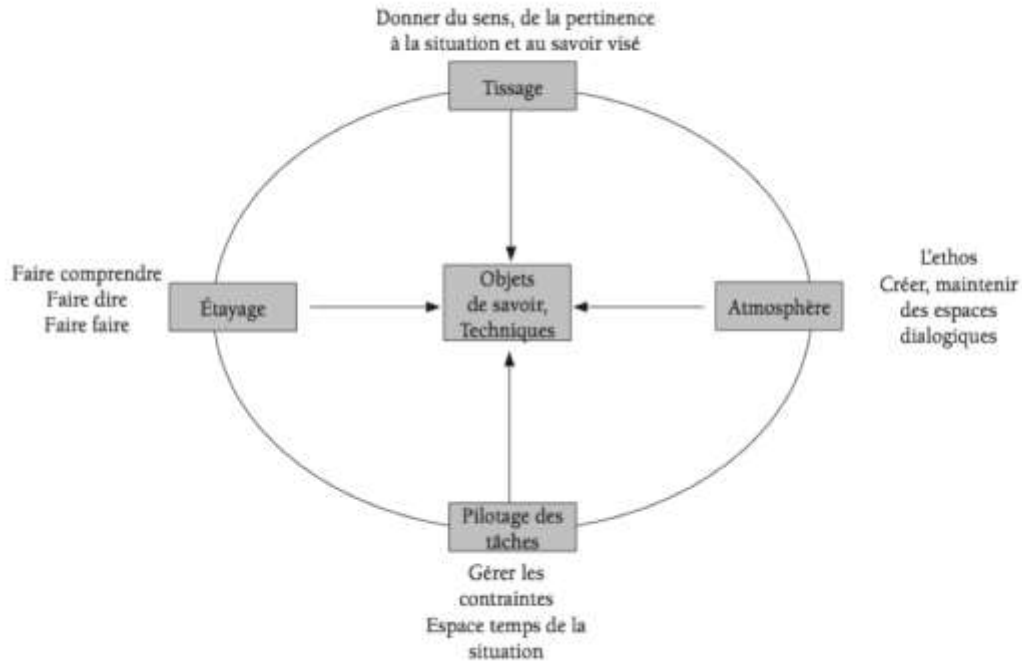 Donner du sens, de la pertinence
à la situation et au savoir visé
Tissage
Faire comprendre
Faire dire
Faire faire
Étayage
Objets
de savoir,
Techniques
Atmosphère
L'ethos
Créer, maintenir
des espaces
dialogiques
Pilotage des
tâches
Gérer les
contraintes
Espace temps de la
situation